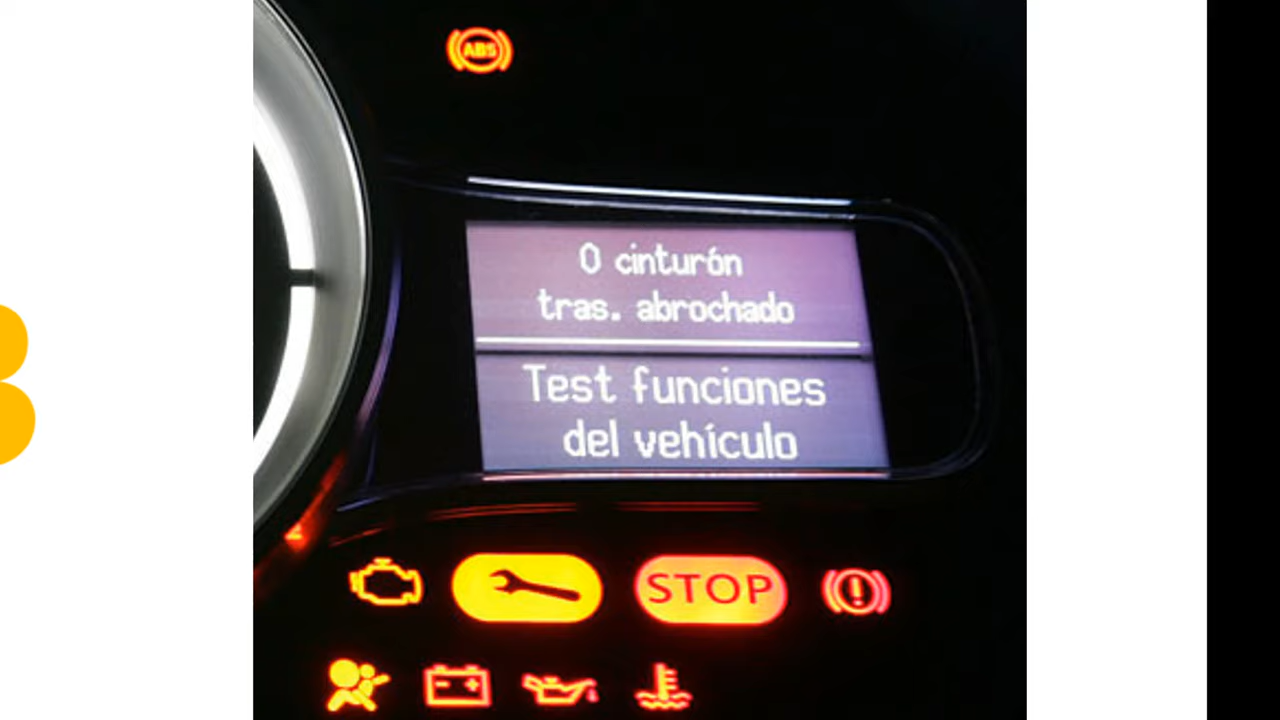 ABS
0 cinturón
tras. abrochado
Test funciones
del vehículo
STOP